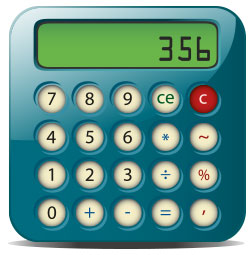 356
7 8 9 CE C
4 5 6 * ~
1 2 3 ÷ %
0 + - = ,